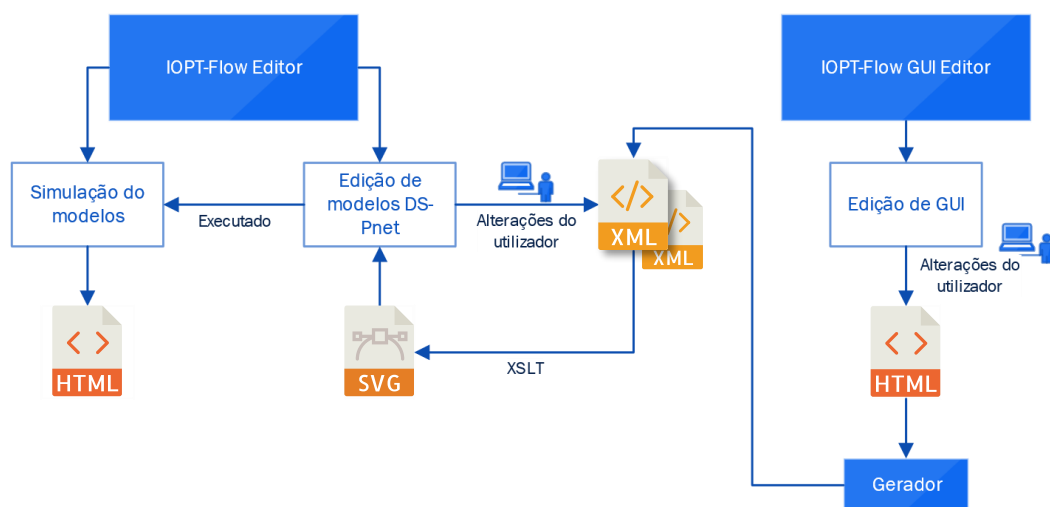 IOPT-Flow Editor
IOPT-Flow GUI Editor
Simulação do
modelos
Executado
Edição de
modelos DS-
Pnet
Alterações do
utilizador
XML
XML
Edição de GUI
Alterações do
utilizador
HTML
SVG
XSLT
HTML
Gerador